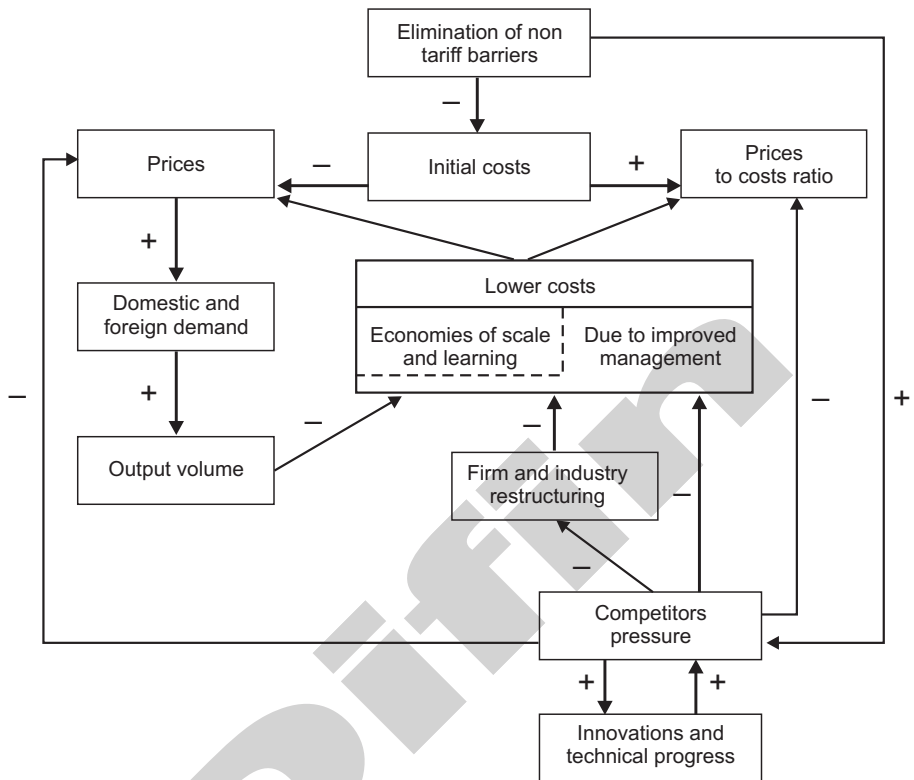 Elimination of non
tariff barriers
–
Prices
–
Initial costs
+
Prices
to costs ratio
+
Domestic and
foreign demand
Lower costs
Economies of scale
and learning
Due to improved
management
–
+
–
–
+
Output volume
–
Firm and industry
restructuring
–
–
Competitors
pressure
+
+
Innovations and
technical progress